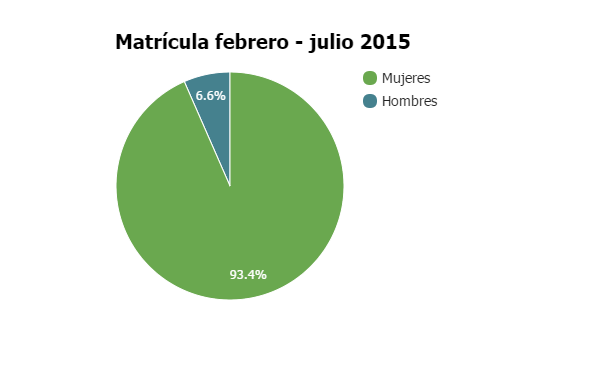 Matrícula febrero - julio 2015
Mujeres
Hombres
6.6%
93.4%